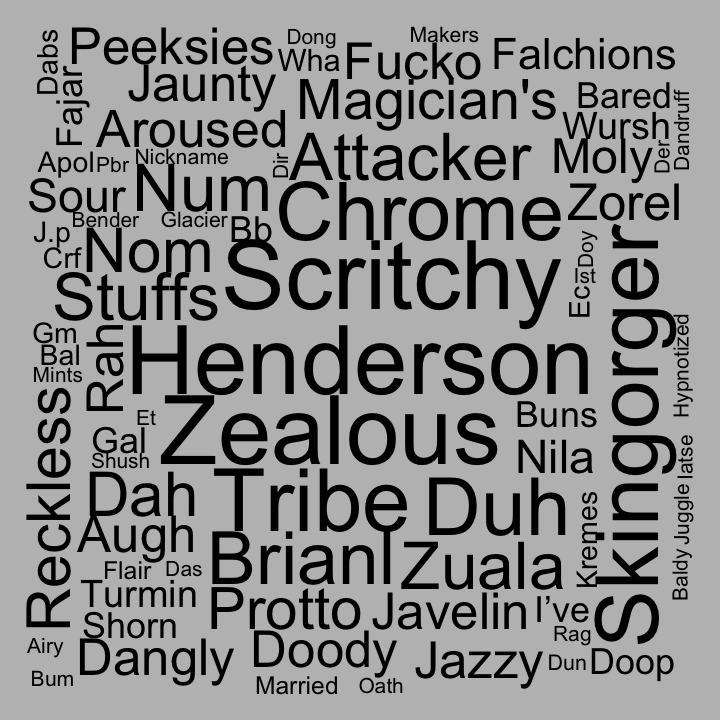 Dabs
Peeksies
Dong
Wha
Makers
Fucko
Falchions
Fajar
Jaunty
Magician's
Bared
Dandruff
Aroused
Wursh
Attacker
Moly
Der
Apol
Pbr
Nickname
Dir
Sour
Num
Chrome
Zorel
Bender
Glacier
Bb
J.p
Nom
Crf
Scritchy
Doy
Ist
Ecl
Skingorger
Stuffs
Gm
Bal
Mints
Rah
Henderson
Hypnotized
Reckless
Et
Zealous
Buns
Gal
Shush
Nila
Iatse
Juggle
Baldy
Dah
Tribe
Duh
Kremes
Augh
Brianl
Zuala
Flair
Das
Turmin
Protto
Javelin
I've
Shorn
Rag
Airy
Dangly
Doody
Jazzy
Dun
Doop
Bum
Married
Oath